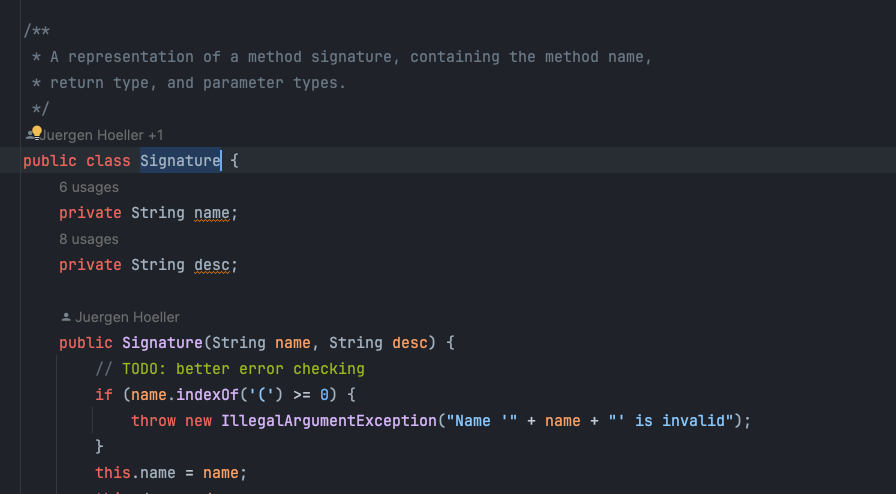 /**
* A representation of a method signature, containing the method name,
* return type, and parameter types.
*/
Juergen Hoeller +1
public class Signature {
6 usages
private String name;
8 usages
private String desc;
Juergen Hoeller
public Signature(String name, String desc) {
// TODO: better error checking
if (name.indexOf('(') >= 0) {
throw new IllegalArgumentException("Name '" + name + "' is invalid");
}
this.name = name;